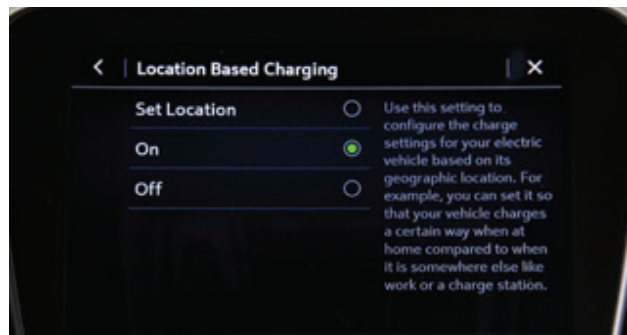 Location Based Charging
Set Location
On
Off
Use this setting to
configure the charge
settings for your electric
vehicle based on its
geographic location. For
example, you can set it so
that your vehicle charges
a certain way when at
home compared to when
it is somewhere else like
work or a charge station.